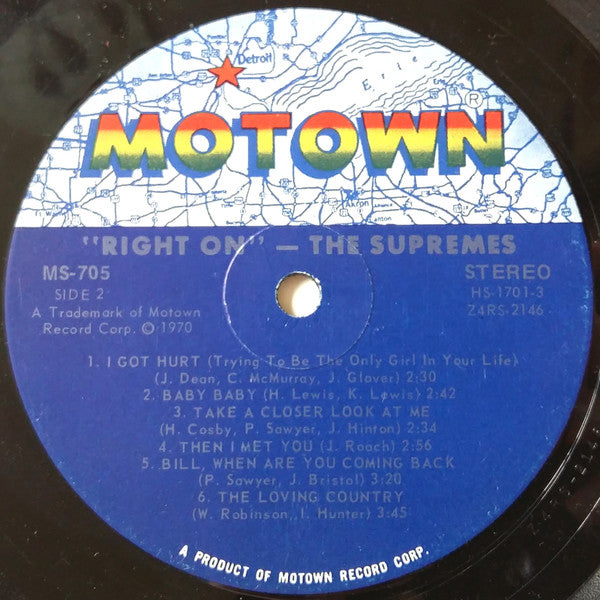 Detroit
Erie
MOTOWN®
Akron
Canton
"RIGHT ON" — THE SUPREMES
MS-705
STEREO
SIDE 2
HS-1701-3
A Trademark of Motown
Z4RS-2146
Record Corp. © 1970
1. I GOT HURT (Trying To Be The Only Girl In Your Life)
(J. Dean, C. McMurray, J. Glover) 2:30
2. BABY BABY (H. Lewis, K. Lewis) 2:42
3. TAKE A CLOSER LOOK AT ME
(H. Cosby, P. Sawyer, J. Hinton) 2:34
4. THEN I MET YOU (J. Roach) 2:56
5. BILL, WHEN ARE YOU COMING BACK
(P. Sawyer, J. Bristol) 3:20
6. THE LOVING COUNTRY
(W. Robinson, I. Hunter) 3:45
A PRODUCT OF MOTOWN RECORD CORP.